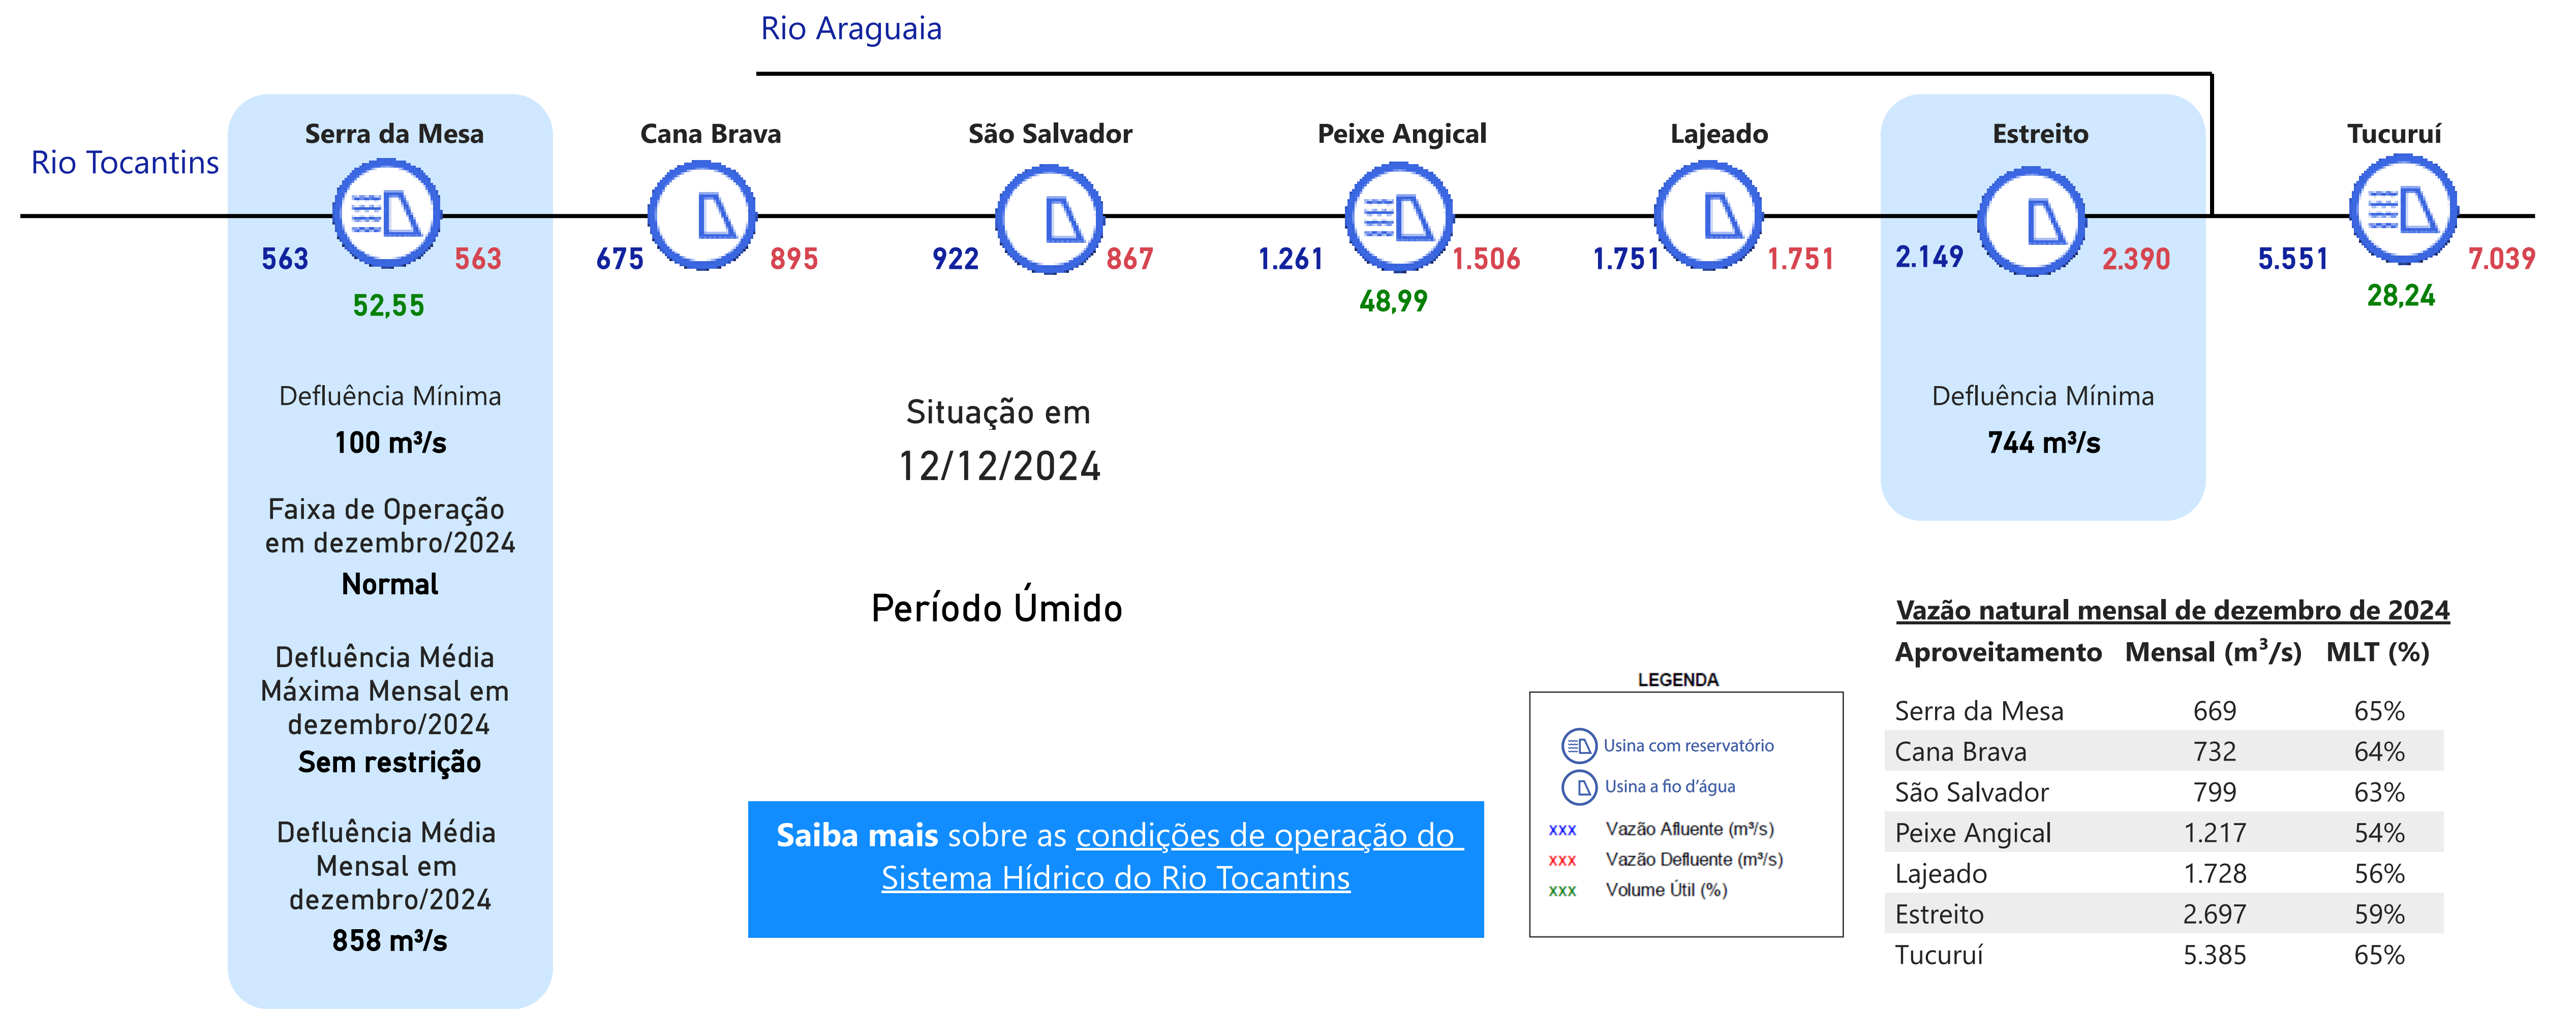 Rio Araguaia
Rio Tocantins
Serra da Mesa
Cana Brava
São Salvador
Peixe Angical
Lajeado
Estreito
Tucuruí
563 563
675 895
922 867
1.261 1.506
1.751 1.751
2.149 2.390
5.551 7.039
52,55
48,99
28,24
Defluência Mínima
100 m³/s
Faixa de Operação
em dezembro/2024
Normal
Defluência Média
Máxima Mensal em
dezembro/2024
Sem restrição
Defluência Média
Mensal em
dezembro/2024
858 m³/s
Situação em
12/12/2024
Período Úmido
Saiba mais sobre as condições de operação do
Sistema Hídrico do Rio Tocantins
Defluência Mínima
744 m³/s
LEGENDA
Usina com reservatório
Usina a fio d'água
xxx Vazão Afluente (m³/s)
xxx Vazão Defluente (m³/s)
xxx Volume Útil (%)
Vazão natural mensal de dezembro de 2024
Aproveitamento Mensal (m³/s) MLT (%)
Serra da Mesa 669 65%
Cana Brava 732 64%
São Salvador 799 63%
Peixe Angical 1.217 54%
Lajeado 1.728 56%
Estreito 2.697 59%
Tucuruí 5.385 65%